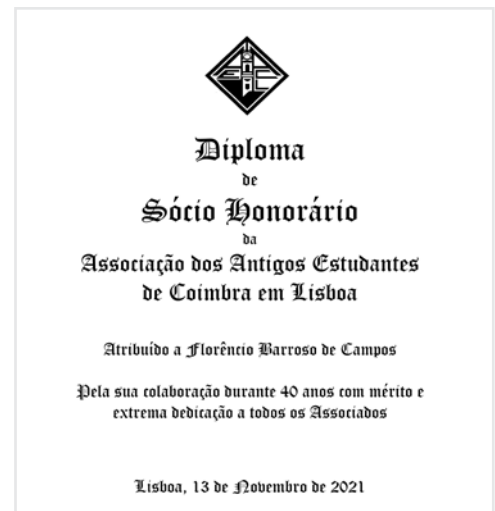 Diploma
de
Sócio Honorário
da
Associação dos Antigos Estudantes
de Coimbra em Lisboa
Atribuído a Florêncio Barroso de Campos
Pela sua colaboração durante 40 anos com mérito e
extrema dedicação a todos os Associados
Lisboa, 13 de Novembro de 2021